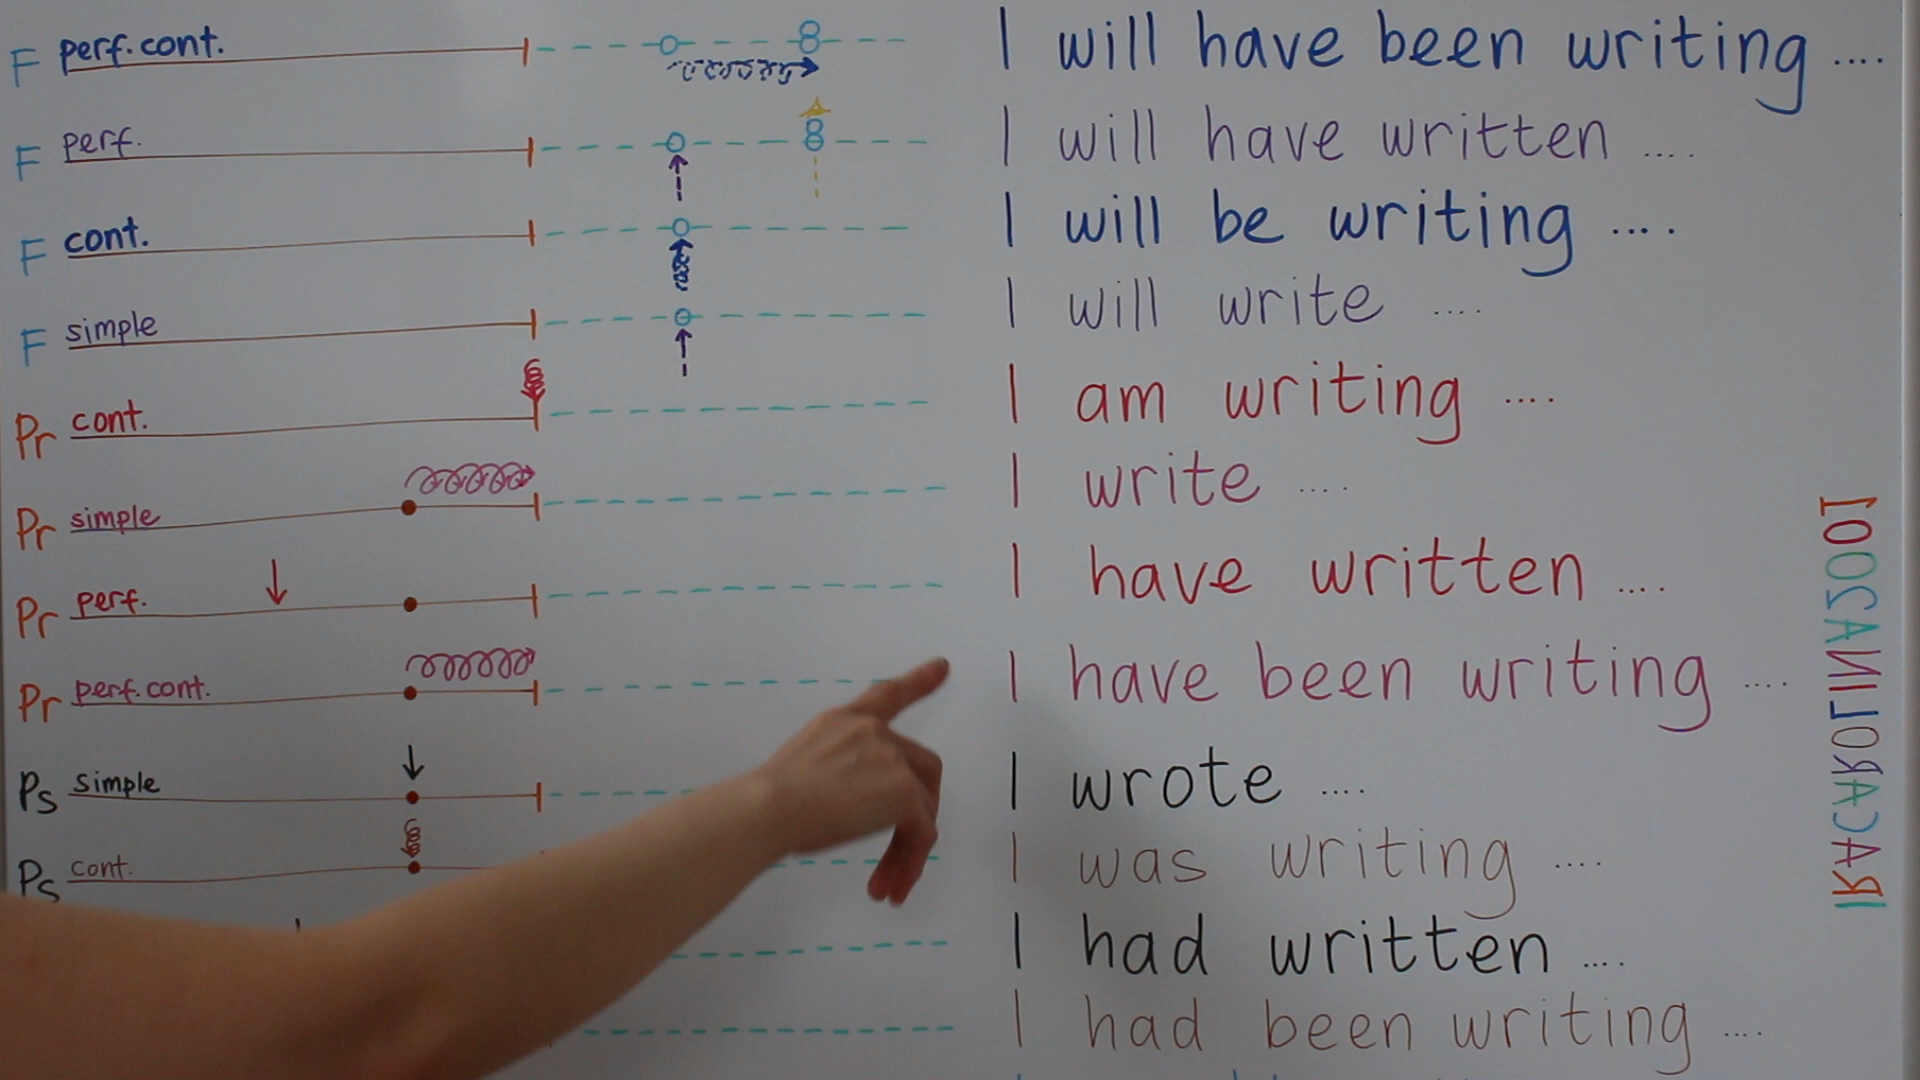 F perf. cont. I will have been writing ....
F perf. I will have written ....
F cont. I will be writing ....
F simple I will write ....
Pr cont. I am writing ....
Pr simple I write ....
Pr perf. I have written ....
Pr perf. cont. I have been writing ....
Ps simple I wrote ....
Ps cont. I was writing ....
I had written ....
I had been writing ....